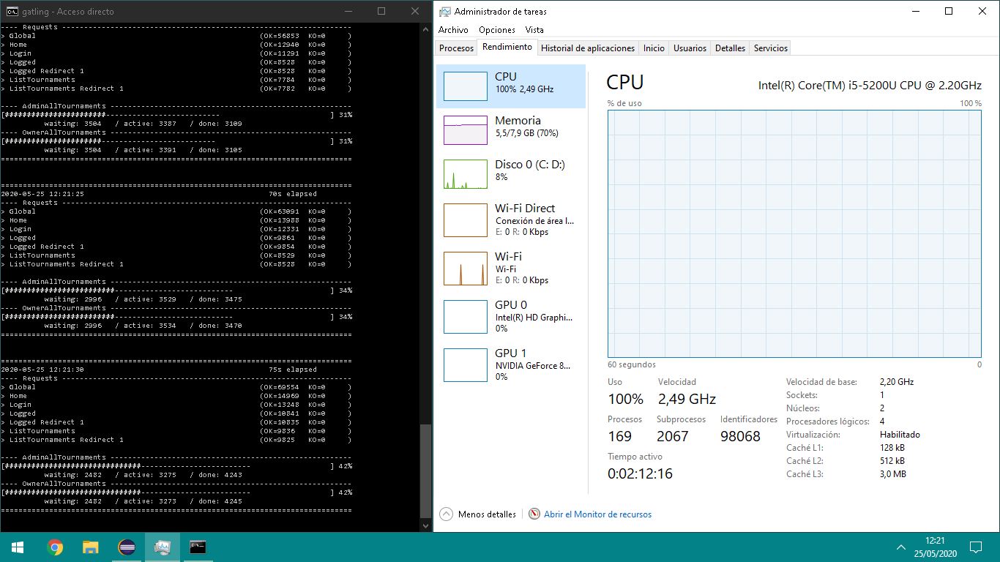 gatling - Acceso directo
---- Requests ------------------------------------------------------------------
> Global (OK=56853 KO=0 )
> Home (OK=12940 KO=0 )
> Login (OK=11291 KO=0 )
> Logged (OK=8528 KO=0 )
> Logged Redirect 1 (OK=8528 KO=0 )
> ListTournaments (OK=7784 KO=0 )
> ListTournaments Redirect 1 (OK=7782 KO=0 )
---- AdminAllTournaments -------------------------------------------------------
[#######################-------------------------- ] 31%
waiting: 3504 / active: 3387 / done: 3109
---- OwnerAllTournaments -------------------------------------------------------
[######################-------------------------- ] 31%
waiting: 3504 / active: 3391 / done: 3105
================================================================================
================================================================================
2020-05-25 12:21:25 70s elapsed
---- Requests ------------------------------------------------------------------
> Global (OK=63091 KO=0 )
> Home (OK=13988 KO=0 )
> Login (OK=12331 KO=0 )
> Logged (OK=9861 KO=0 )
> Logged Redirect 1 (OK=9854 KO=0 )
> ListTournaments (OK=8529 KO=0 )
> ListTournaments Redirect 1 (OK=8528 KO=0 )
---- AdminAllTournaments -------------------------------------------------------
[#########################--------------------------- ] 34%
waiting: 2996 / active: 3529 / done: 3475
---- OwnerAllTournaments -------------------------------------------------------
[#########################--------------------------- ] 34%
waiting: 2996 / active: 3534 / done: 3470
================================================================================
================================================================================
2020-05-25 12:21:30 75s elapsed
---- Requests ------------------------------------------------------------------
> Global (OK=69554 KO=0 )
> Home (OK=14969 KO=0 )
> Login (OK=13248 KO=0 )
> Logged (OK=10841 KO=0 )
> Logged Redirect 1 (OK=10835 KO=0 )
> ListTournaments (OK=9836 KO=0 )
> ListTournaments Redirect 1 (OK=9825 KO=0 )
---- AdminAllTournaments -------------------------------------------------------
[###############################------------------------- ] 42%
waiting: 2482 / active: 3275 / done: 4243
---- OwnerAllTournaments -------------------------------------------------------
[###############################------------------------- ] 42%
waiting: 2482 / active: 3273 / done: 4245
================================================================================
Administrador de tareas
Archivo Opciones Vista
Procesos Rendimiento Historial de aplicaciones Inicio Usuarios Detalles Servicios
CPU
100% 2,49 GHz
Memoria
5,5/7,9 GB (70%)
Disco 0 (C: D:)
8%
Wi-Fi Direct
Conexión de área l...
E: 0 R: 0 Kbps
Wi-Fi
Wi-Fi
E: 0 R: 0 Kbps
GPU 0
Intel(R) HD Graphi...
0%
GPU 1
NVIDIA GeForce 8...
0%
CPU Intel(R) Core(TM) i5-5200U CPU @ 2.20GHz
% de uso 100 %
60 segundos 0
Uso Velocidad
100% 2,49 GHz
Procesos Subprocesos Identificadores
169 2067 98068
Tiempo activo
0:02:12:16
Velocidad de base: 2,20 GHz
Sockets: 1
Núcleos: 2
Procesadores lógicos: 4
Virtualización: Habilitado
Caché L1: 128 kB
Caché L2: 512 kB
Caché L3: 3,0 MB
Menos detalles Abrir el Monitor de recursos
12:21
25/05/2020